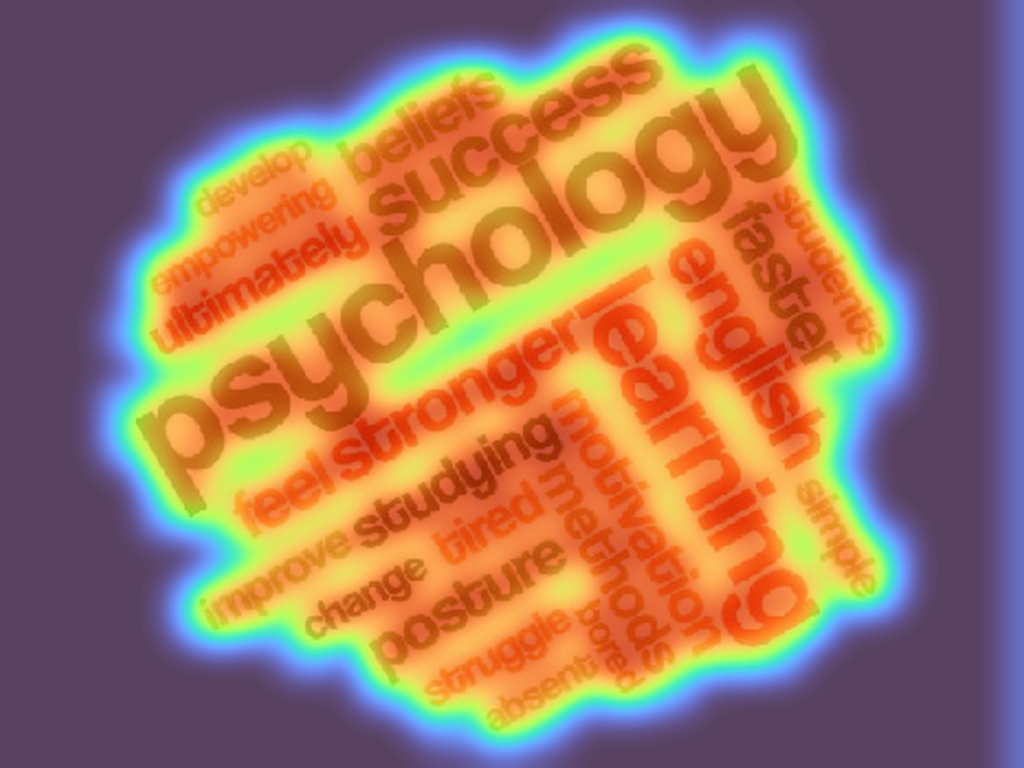 develop
empowering
ultimately
beliefs
success
psychology
students
faster
english
learning
feel stronger
improve studying
motivation
methods
change tired
posture
simple
struggle
bored
absent